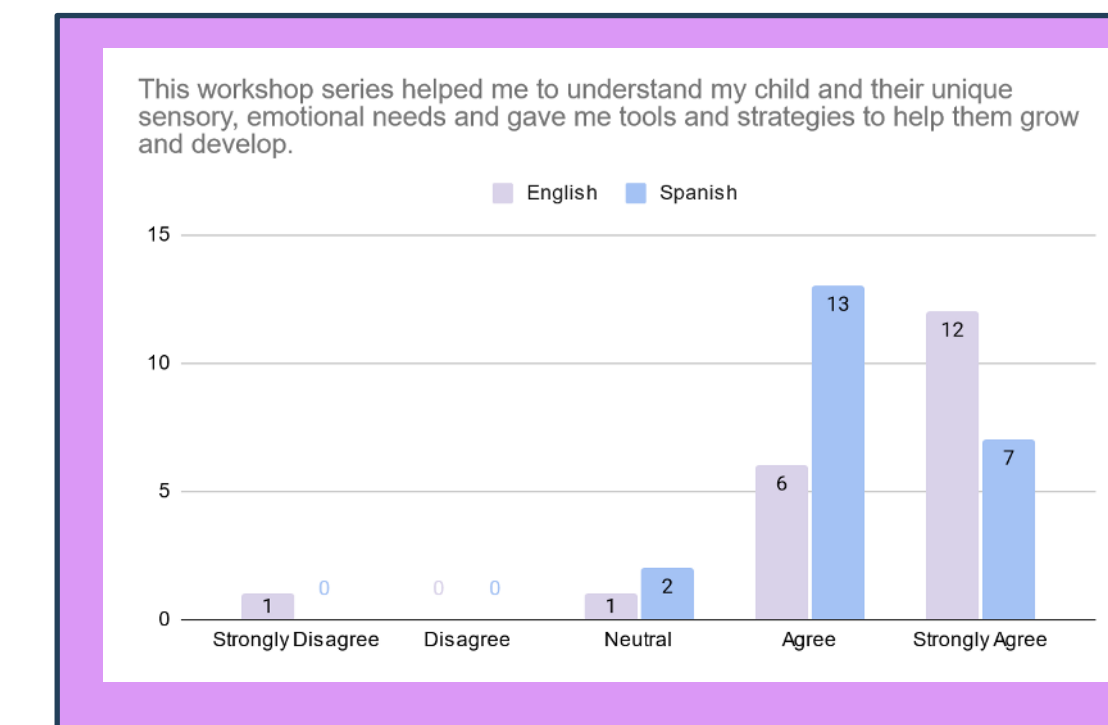 This workshop series helped me to understand my child and their unique
sensory, emotional needs and gave me tools and strategies to help them grow
and develop.
English Spanish
15
13
12
10
7
6
5
0 0 0
1 1 2
0
Strongly Disagree Disagree Neutral Agree Strongly Agree